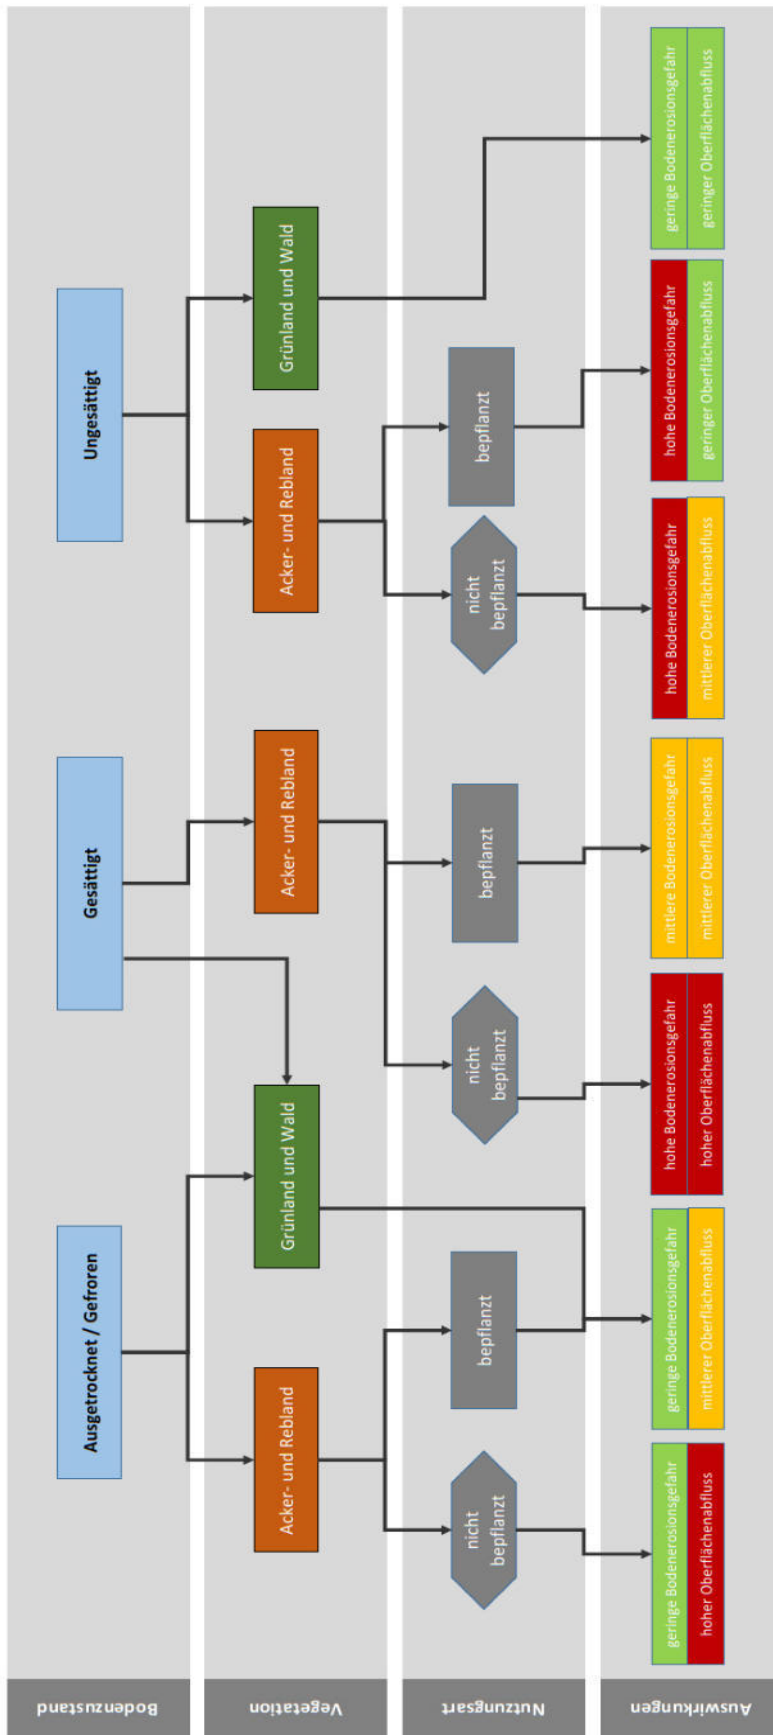 Bodenzustand
Ausgetrocknet / Gefroren
Gesättigt
Ungesättigt
Vegetation
Acker- und Rebland
Grünland und Wald
Acker- und Rebland
Acker- und Rebland
Grünland und Wald
Nutzungsart
nicht
bepflanzt
bepflanzt
nicht
bepflanzt
bepflanzt
nicht
bepflanzt
bepflanzt
Auswirkungen
geringe Bodenerosionsgefahr
hoher Oberflächenabfluss
geringe Bodenerosionsgefahr
mittlerer Oberflächenabfluss
hohe Bodenerosionsgefahr
hoher Oberflächenabfluss
mittlere Bodenerosionsgefahr
mittlerer Oberflächenabfluss
hohe Bodenerosionsgefahr
mittlerer Oberflächenabfluss
hohe Bodenerosionsgefahr
geringer Oberflächenabfluss
geringe Bodenerosionsgefahr
geringer Oberflächenabfluss